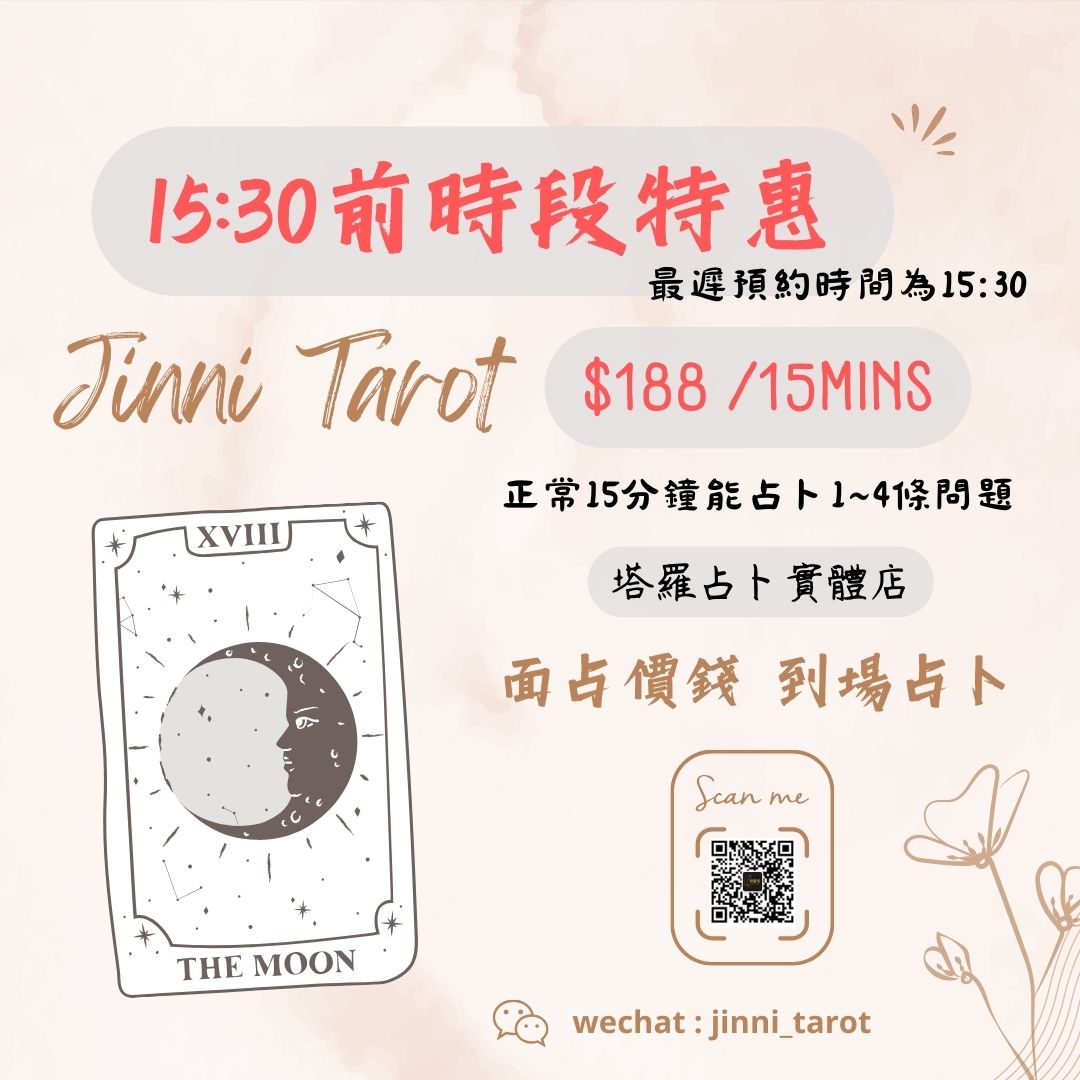 15:30前時段特惠
最遲預約時間為15:30
Jinni Tarot
$188 /15MINS
正常15分鐘能占卜1~4條問題
塔羅占卜實體店
面占價錢 到場占卜
XVIII
THE MOON
Scan me
wechat : jinni_tarot